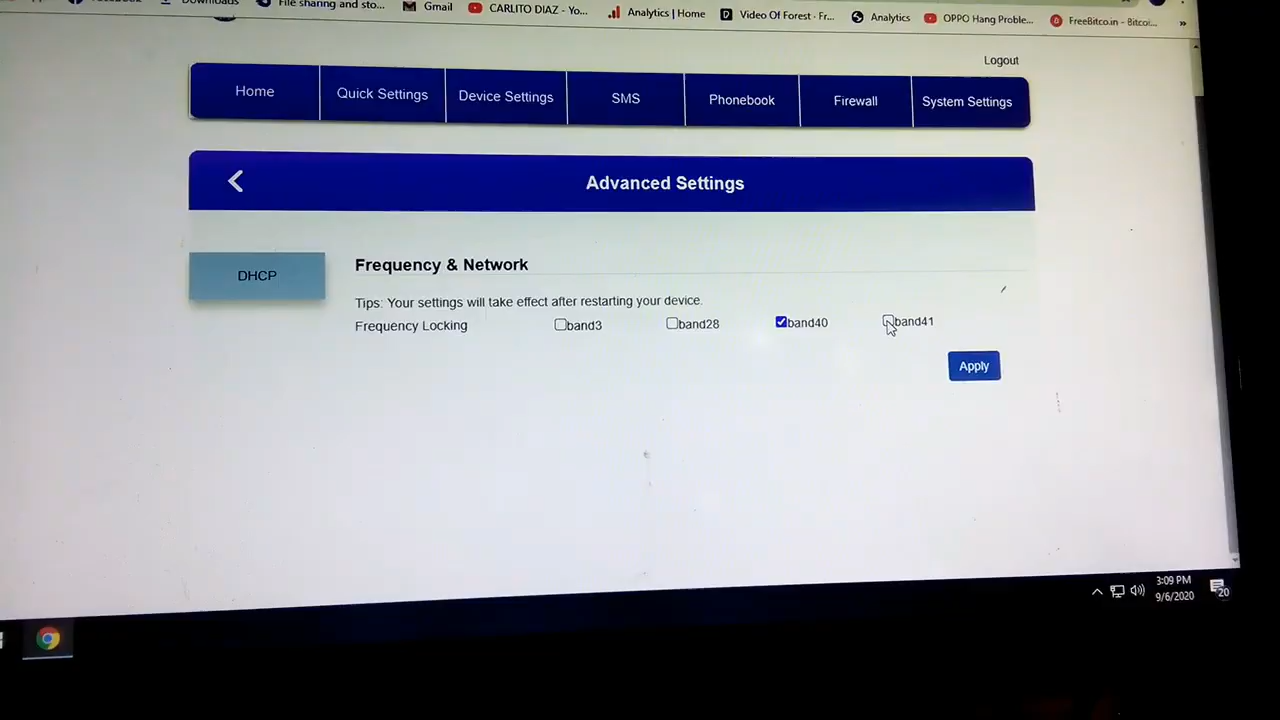 Downloads
File sharing and sto...
Gmail
CARLITO DIAZ - Yo...
Analytics | Home
Video Of Forest · Fr...
Analytics
OPPO Hang Proble...
FreeBitco.in - Bitcoi...
»
Logout
Home
Quick Settings
Device Settings
SMS
Phonebook
Firewall
System Settings
Advanced Settings
DHCP
Frequency & Network
Tips: Your settings will take effect after restarting your device.
Frequency Locking band3 band28 band40 band41
Apply
3:09 PM
9/6/2020
20